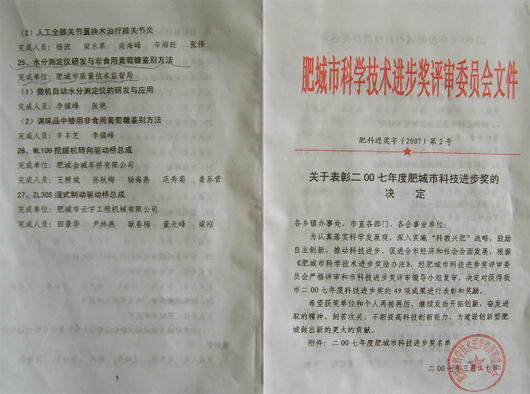 (2) 人工全膝关节置换术治疗膝关节炎
完成人员: 杨波 梁永革 尚海峰 辛培旺 张伟
25、水分测定仪研发与非食用葡萄糖鉴别方法
完成单位: 肥城市质量技术监督局
(1) 微机自动水分测定仪的研发与应用
完成人员: 李镇峰 张艳
(2) 调味品中掺用非食用葡萄糖鉴别方法
完成人员: 辛丰芝 李镇峰
26、WL100挖掘机转向驱动桥总成
完成单位: 肥城金城车桥有限公司
完成人员: 王照斌 孙秋梅 杨海燕 范秀菊 姜乐营
27、ZL30S湿式制动驱动桥总成
完成单位: 肥城市云宇工程机械有限公司
完成人员: 田景华 尹林燕 耿春梅 董光峰 梁刚
肥城市科学技术进步奖评审委员会文件
肥科进奖字(2007)第2号
关于表彰二00七年度肥城市科技进步奖的
决 定
各乡镇办事处、市直各部门、各企事业单位:
为认真落实科学发展观,深入实施“科教兴肥”战略,鼓励
自主创新,推动科技进步,促进全市经济和社会全面发展,根据
《肥城市科学技术进步奖励办法》,经肥城市科技进步奖评审委
员会严格评审和市科技进步奖评审领导小组复审,决定对获得我
市二00七年度科技进步奖的49项成果进行表彰和奖励。
希望获奖单位和个人再接再厉,继续发扬开拓创新,奋发进
取的精神,刻苦攻关,不断提高科技创新能力,为建设创新型肥
城做出新的更大的贡献。
附件:二00七年度肥城市科技进步奖名单
二00七年三月二十日